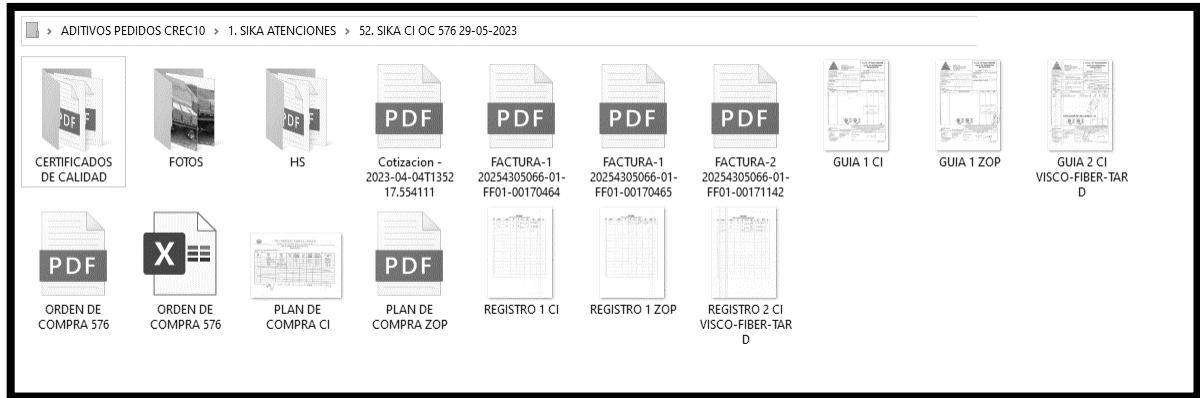 ADITIVOS PEDIDOS CREC10 > 1. SIKA ATENCIONES > 52. SIKA CI OC 576 29-05-2023
CERTIFICADOS
DE CALIDAD
FOTOS
HS
PDF
Cotizacion -
2023-04-04T1352
17.554111
PDF
FACTURA-1
20254305066-01-
FF01-00170464
PDF
FACTURA-1
20254305066-01-
FF01-00170465
PDF
FACTURA-2
20254305066-01-
FF01-00171142
GUIA 1 CI
GUIA 1 ZOP
GUIA 2 CI
VISCO-FIBER-TAR
D
PDF
ORDEN DE
COMPRA 576
X
ORDEN DE
COMPRA 576
PLAN DE
COMPRA CI
PDF
PLAN DE
COMPRA ZOP
REGISTRO 1 CI
REGISTRO 1 ZOP
REGISTRO 2 CI
VISCO-FIBER-TAR
D